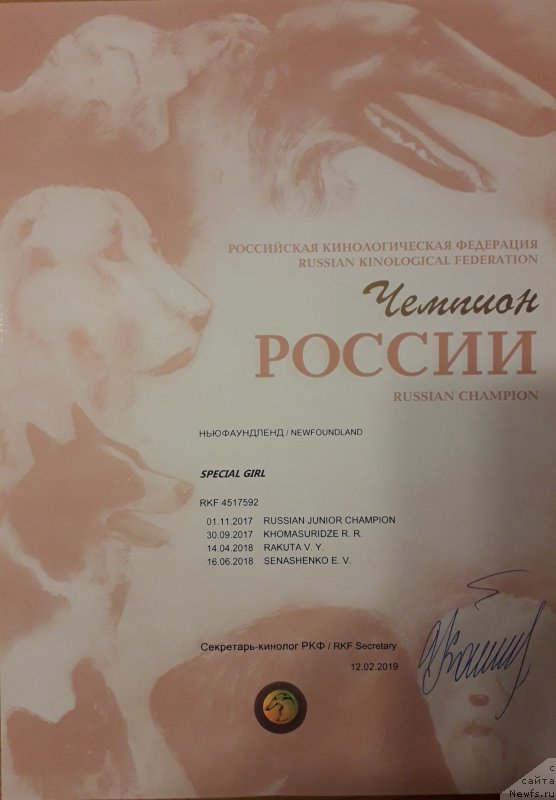 РОССИЙСКАЯ КИНОЛОГИЧЕСКАЯ ФЕДЕРАЦИЯ
RUSSIAN KINOLOGICAL FEDERATION
Чемпион
РОССИИ
RUSSIAN CHAMPION
НЬЮФАУНДЛЕНД / NEWFOUNDLAND
SPECIAL GIRL
RKF 4517592
01.11.2017 RUSSIAN JUNIOR CHAMPION
30.09.2017 KHOMASURIDZE R. R.
14.04.2018 RAKUTA V. Y.
16.06.2018 SENASHENKO E. V.
Секретарь-кинолог РКФ / RKF Secretary
12.02.2019
с
сайта
Newfs.ru